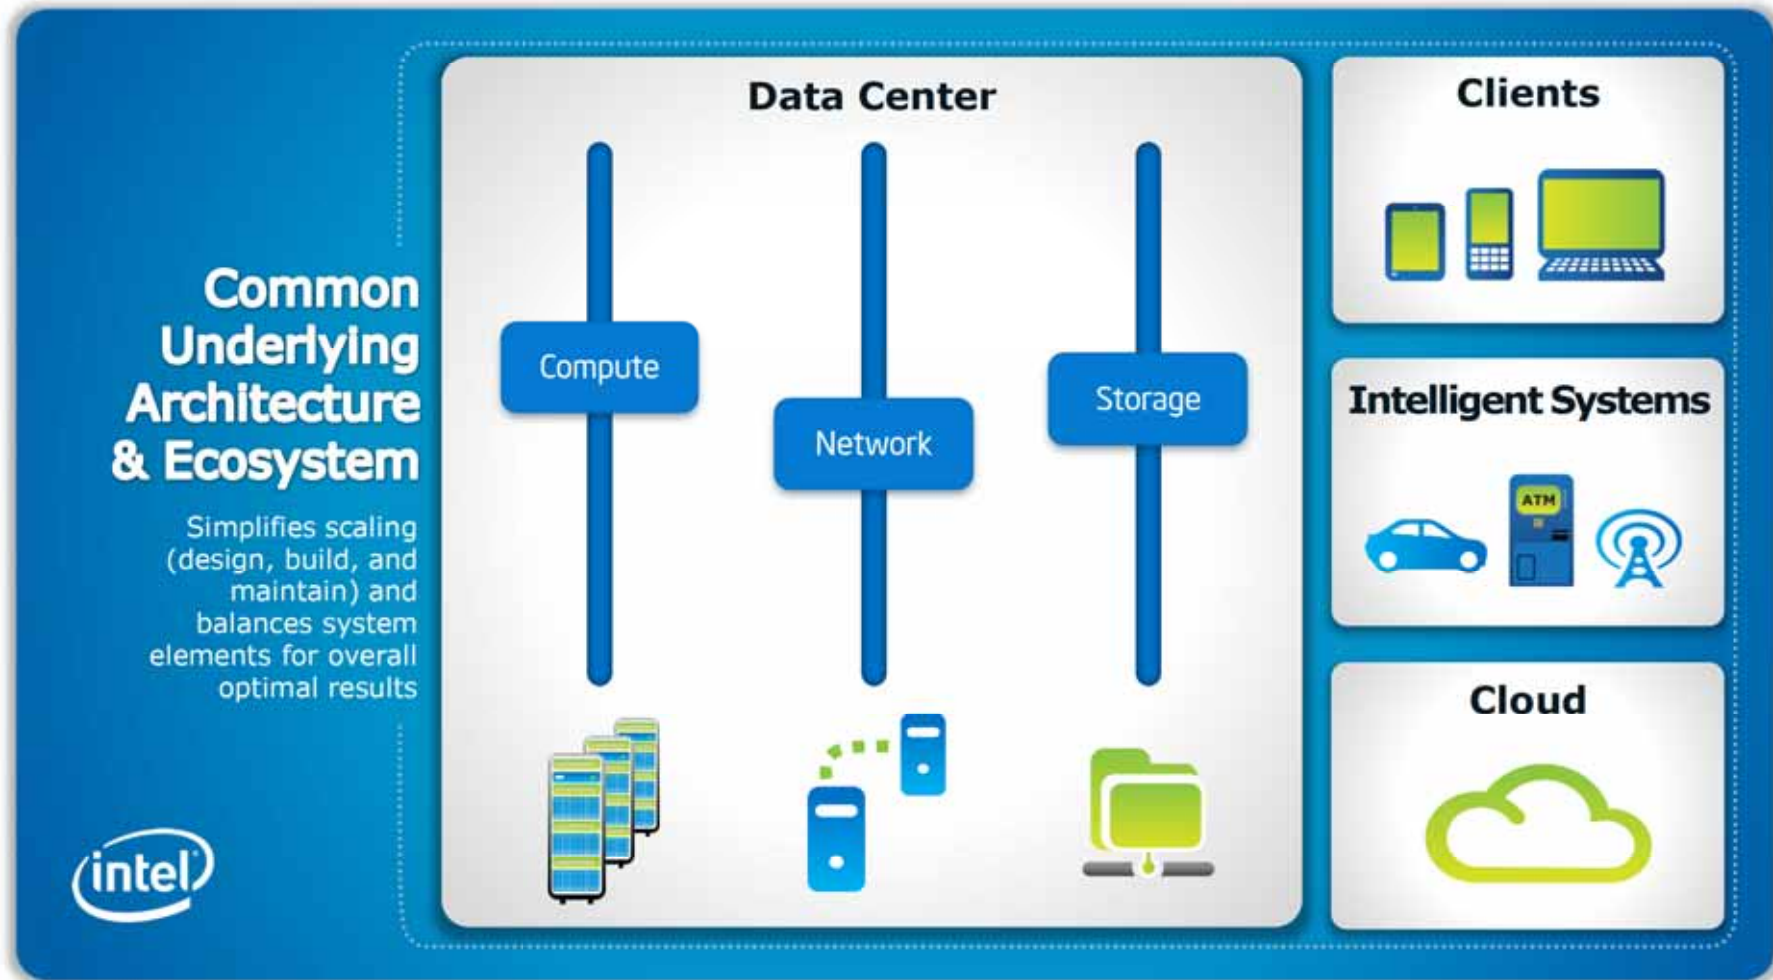 Common
Underlying
Architecture
& Ecosystem
Simplifies scaling
(design, build, and
maintain) and
balances system
elements for overall
optimal results
intel
Data Center
Compute
Network
Storage
Clients
Intelligent Systems
ATM
Cloud